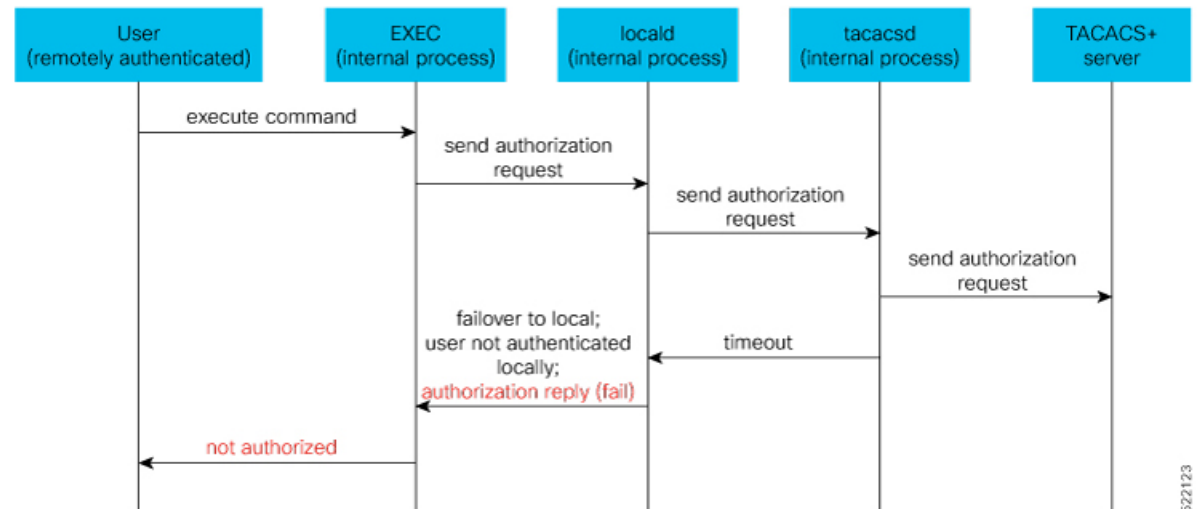 User
(remotely authenticated)
EXEC
(internal process)
locald
(internal process)
tacacsd
(internal process)
TACACS+
server
execute command
send authorization
request
send authorization
request
send authorization
request
timeout
failover to local;
user not authenticated
locally;
authorization reply (fail)
not authorized